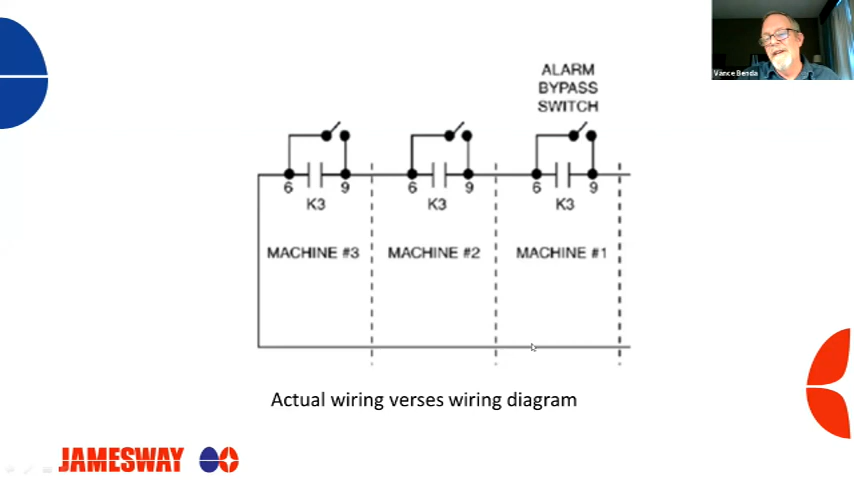 Vance Benda
ALARM
BYPASS
SWITCH
6 9 6 9 6 9
K3 K3 K3
MACHINE #3 MACHINE #2 MACHINE #1
Actual wiring verses wiring diagram
JAMESWAY